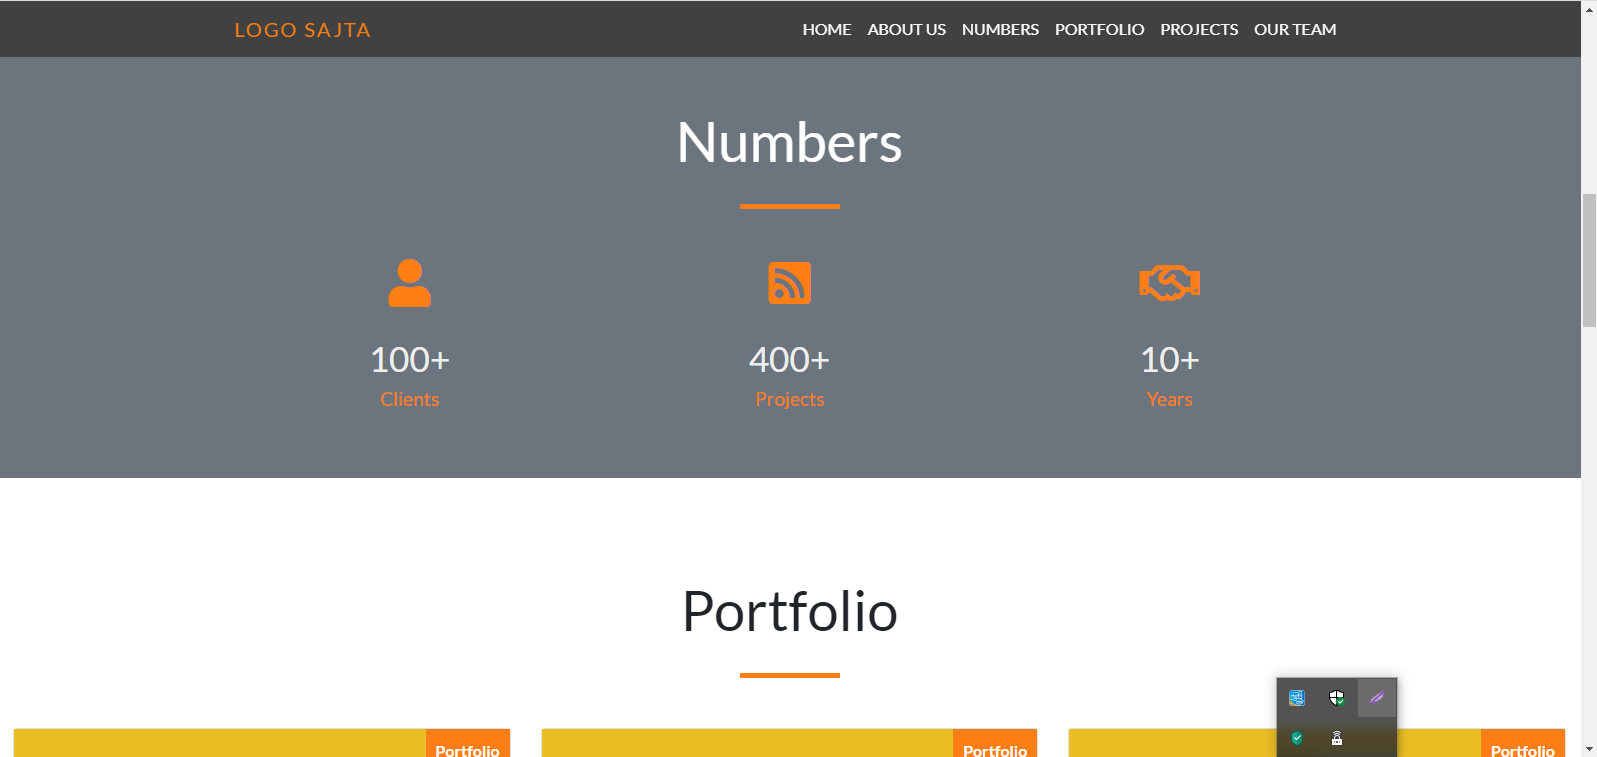 LOGO SAJTA HOME ABOUT US NUMBERS PORTFOLIO PROJECTS OUR TEAM
Numbers
100+ 400+ 10+
Clients Projects Years
Portfolio
Portfolio Portfolio Portfolio